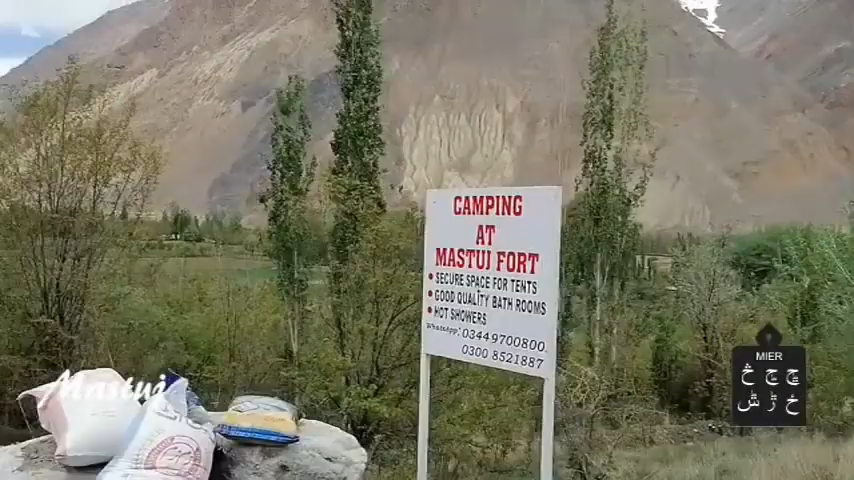 CAMPING
AT
MASTUJ FORT
• SECURE SPACE FOR TENTS
• GOOD QUALITY BATH ROOMS
• HOT SHOWERS
WhatsApp: 03449700800
0300 8521887
Mastuj
MIER